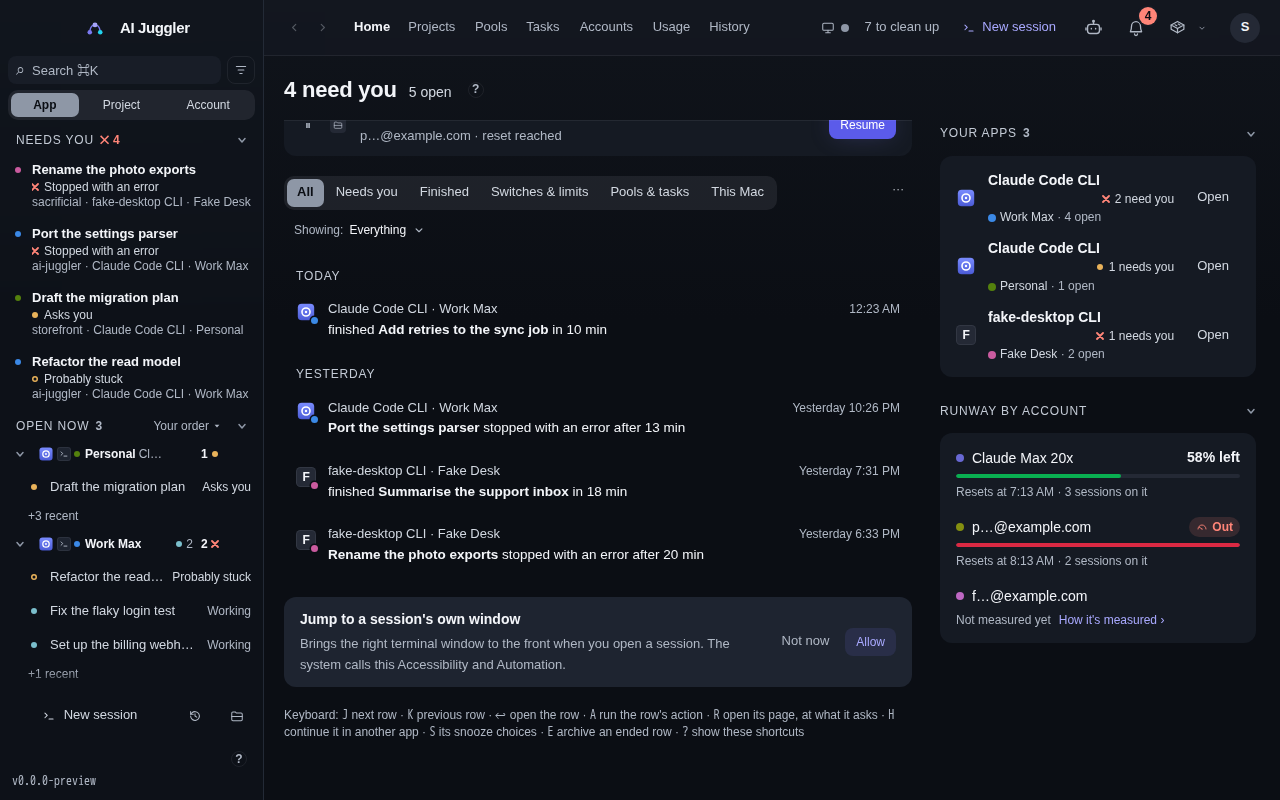 AI Juggler
Search ⌘K
App
Project
Account
NEEDS YOU 4
Rename the photo exports
Stopped with an error
sacrificial · fake-desktop CLI · Fake Desk
Port the settings parser
Stopped with an error
ai-juggler · Claude Code CLI · Work Max
Draft the migration plan
Asks you
storefront · Claude Code CLI · Personal
Refactor the read model
Probably stuck
ai-juggler · Claude Code CLI · Work Max
OPEN NOW 3
Your order
Personal Cl… 1
Draft the migration plan Asks you
+3 recent
Work Max 2 2
Refactor the read… Probably stuck
Fix the flaky login test Working
Set up the billing webh… Working
+1 recent
New session
?
v0.0.0-preview
Home
Projects
Pools
Tasks
Accounts
Usage
History
7 to clean up
New session
4
S
4 need you 5 open ?
p…@example.com · reset reached
Resume
All
Needs you
Finished
Switches & limits
Pools & tasks
This Mac
…
Showing: Everything
TODAY
Claude Code CLI · Work Max 12:23 AM
finished Add retries to the sync job in 10 min
YESTERDAY
Claude Code CLI · Work Max Yesterday 10:26 PM
Port the settings parser stopped with an error after 13 min
F
fake-desktop CLI · Fake Desk Yesterday 7:31 PM
finished Summarise the support inbox in 18 min
F
fake-desktop CLI · Fake Desk Yesterday 6:33 PM
Rename the photo exports stopped with an error after 20 min
Jump to a session's own window
Brings the right terminal window to the front when you open a session. The
system calls this Accessibility and Automation.
Not now
Allow
Keyboard: J next row · K previous row · ↩ open the row · A run the row's action · R open its page, at what it asks · H
continue it in another app · S its snooze choices · E archive an ended row · ? show these shortcuts
YOUR APPS 3
Claude Code CLI
2 need you
Open
Work Max · 4 open
Claude Code CLI
1 needs you
Open
Personal · 1 open
F
fake-desktop CLI
1 needs you
Open
Fake Desk · 2 open
RUNWAY BY ACCOUNT
Claude Max 20x 58% left
Resets at 7:13 AM · 3 sessions on it
p…@example.com Out
Resets at 8:13 AM · 2 sessions on it
f…@example.com
Not measured yet How it's measured ›